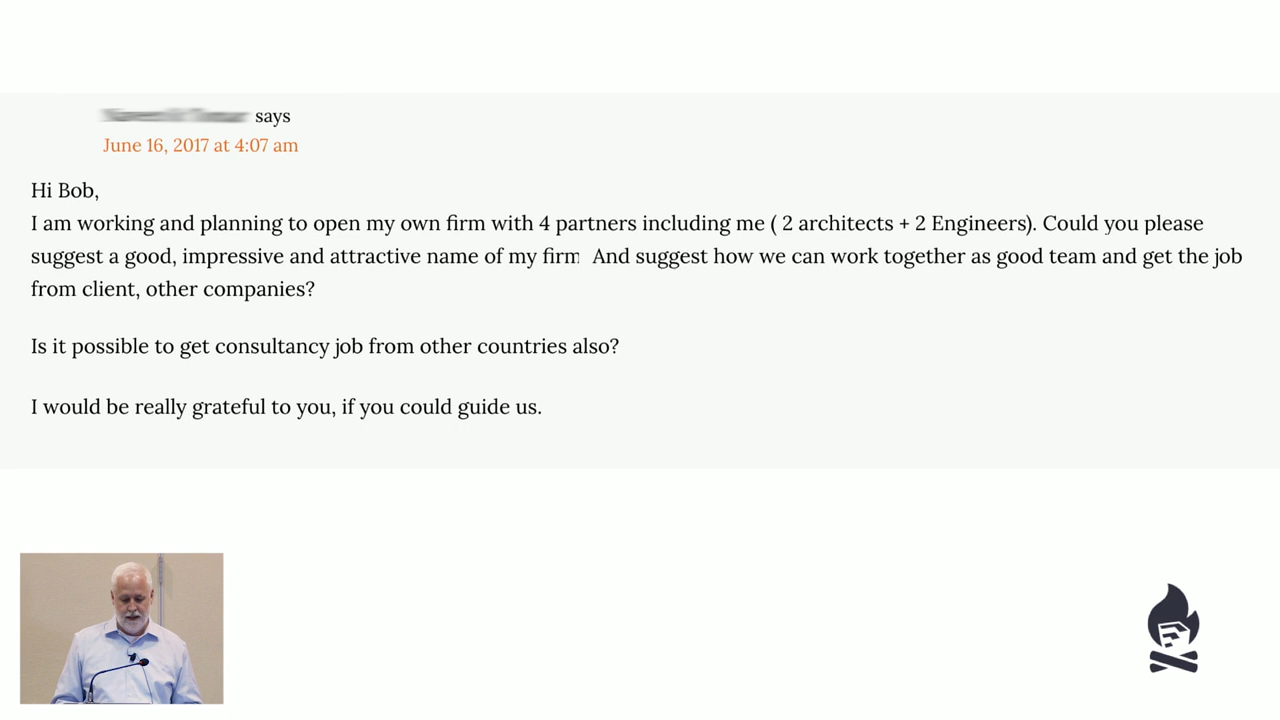 says
June 16, 2017 at 4:07 am
Hi Bob,
I am working and planning to open my own firm with 4 partners including me ( 2 architects + 2 Engineers). Could you please
suggest a good, impressive and attractive name of my firm And suggest how we can work together as good team and get the job
from client, other companies?
Is it possible to get consultancy job from other countries also?
I would be really grateful to you, if you could guide us.